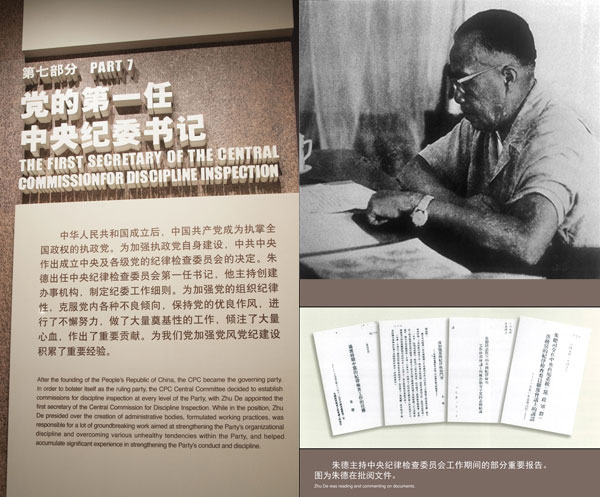 第七部分 PART 7
党的第一任
中央纪委书记
THE FIRST SECRETARY OF THE CENTRAL
COMMISSIONFOR DISCIPLINE INSPECTION
中华人民共和国成立后，中国共产党成为执掌全
国政权的执政党。为加强执政党自身建设，中共中央
作出成立中央及各级党的纪律检查委员会的决定。朱
德出任中央纪律检查委员会第一任书记，他主持创建
办事机构，制定纪委工作细则。为加强党的组织纪律
性，克服党内各种不良倾向，保持党的优良作风，进
行了不懈努力，做了大量奠基性的工作，倾注了大量
心血，作出了重要贡献。为我们党加强党风党纪建设
积累了重要经验。
After the founding of the People's Republic of China, the CPC became the governing party.
In order to bolster itself as the ruling party, the CPC Central Committee decided to establish
commissions for discipline inspection at every level of the Party, with Zhu De appointed the
first secretary of the Central Commission for Discipline Inspection. While in the position, Zhu
De presided over the creation of administrative bodies, formulated working practices, was
responsible for a lot of groundbreaking work aimed at strengthening the Party's organizational
discipline and overcoming various unhealthy tendencies within the Party, and helped
accumulate significant experience in strengthening the Party's conduct and discipline.
朱德主持中央纪律检查委员会工作期间的部分重要报告。
图为朱德在批阅文件。
Zhu De was reading and commenting on documents.